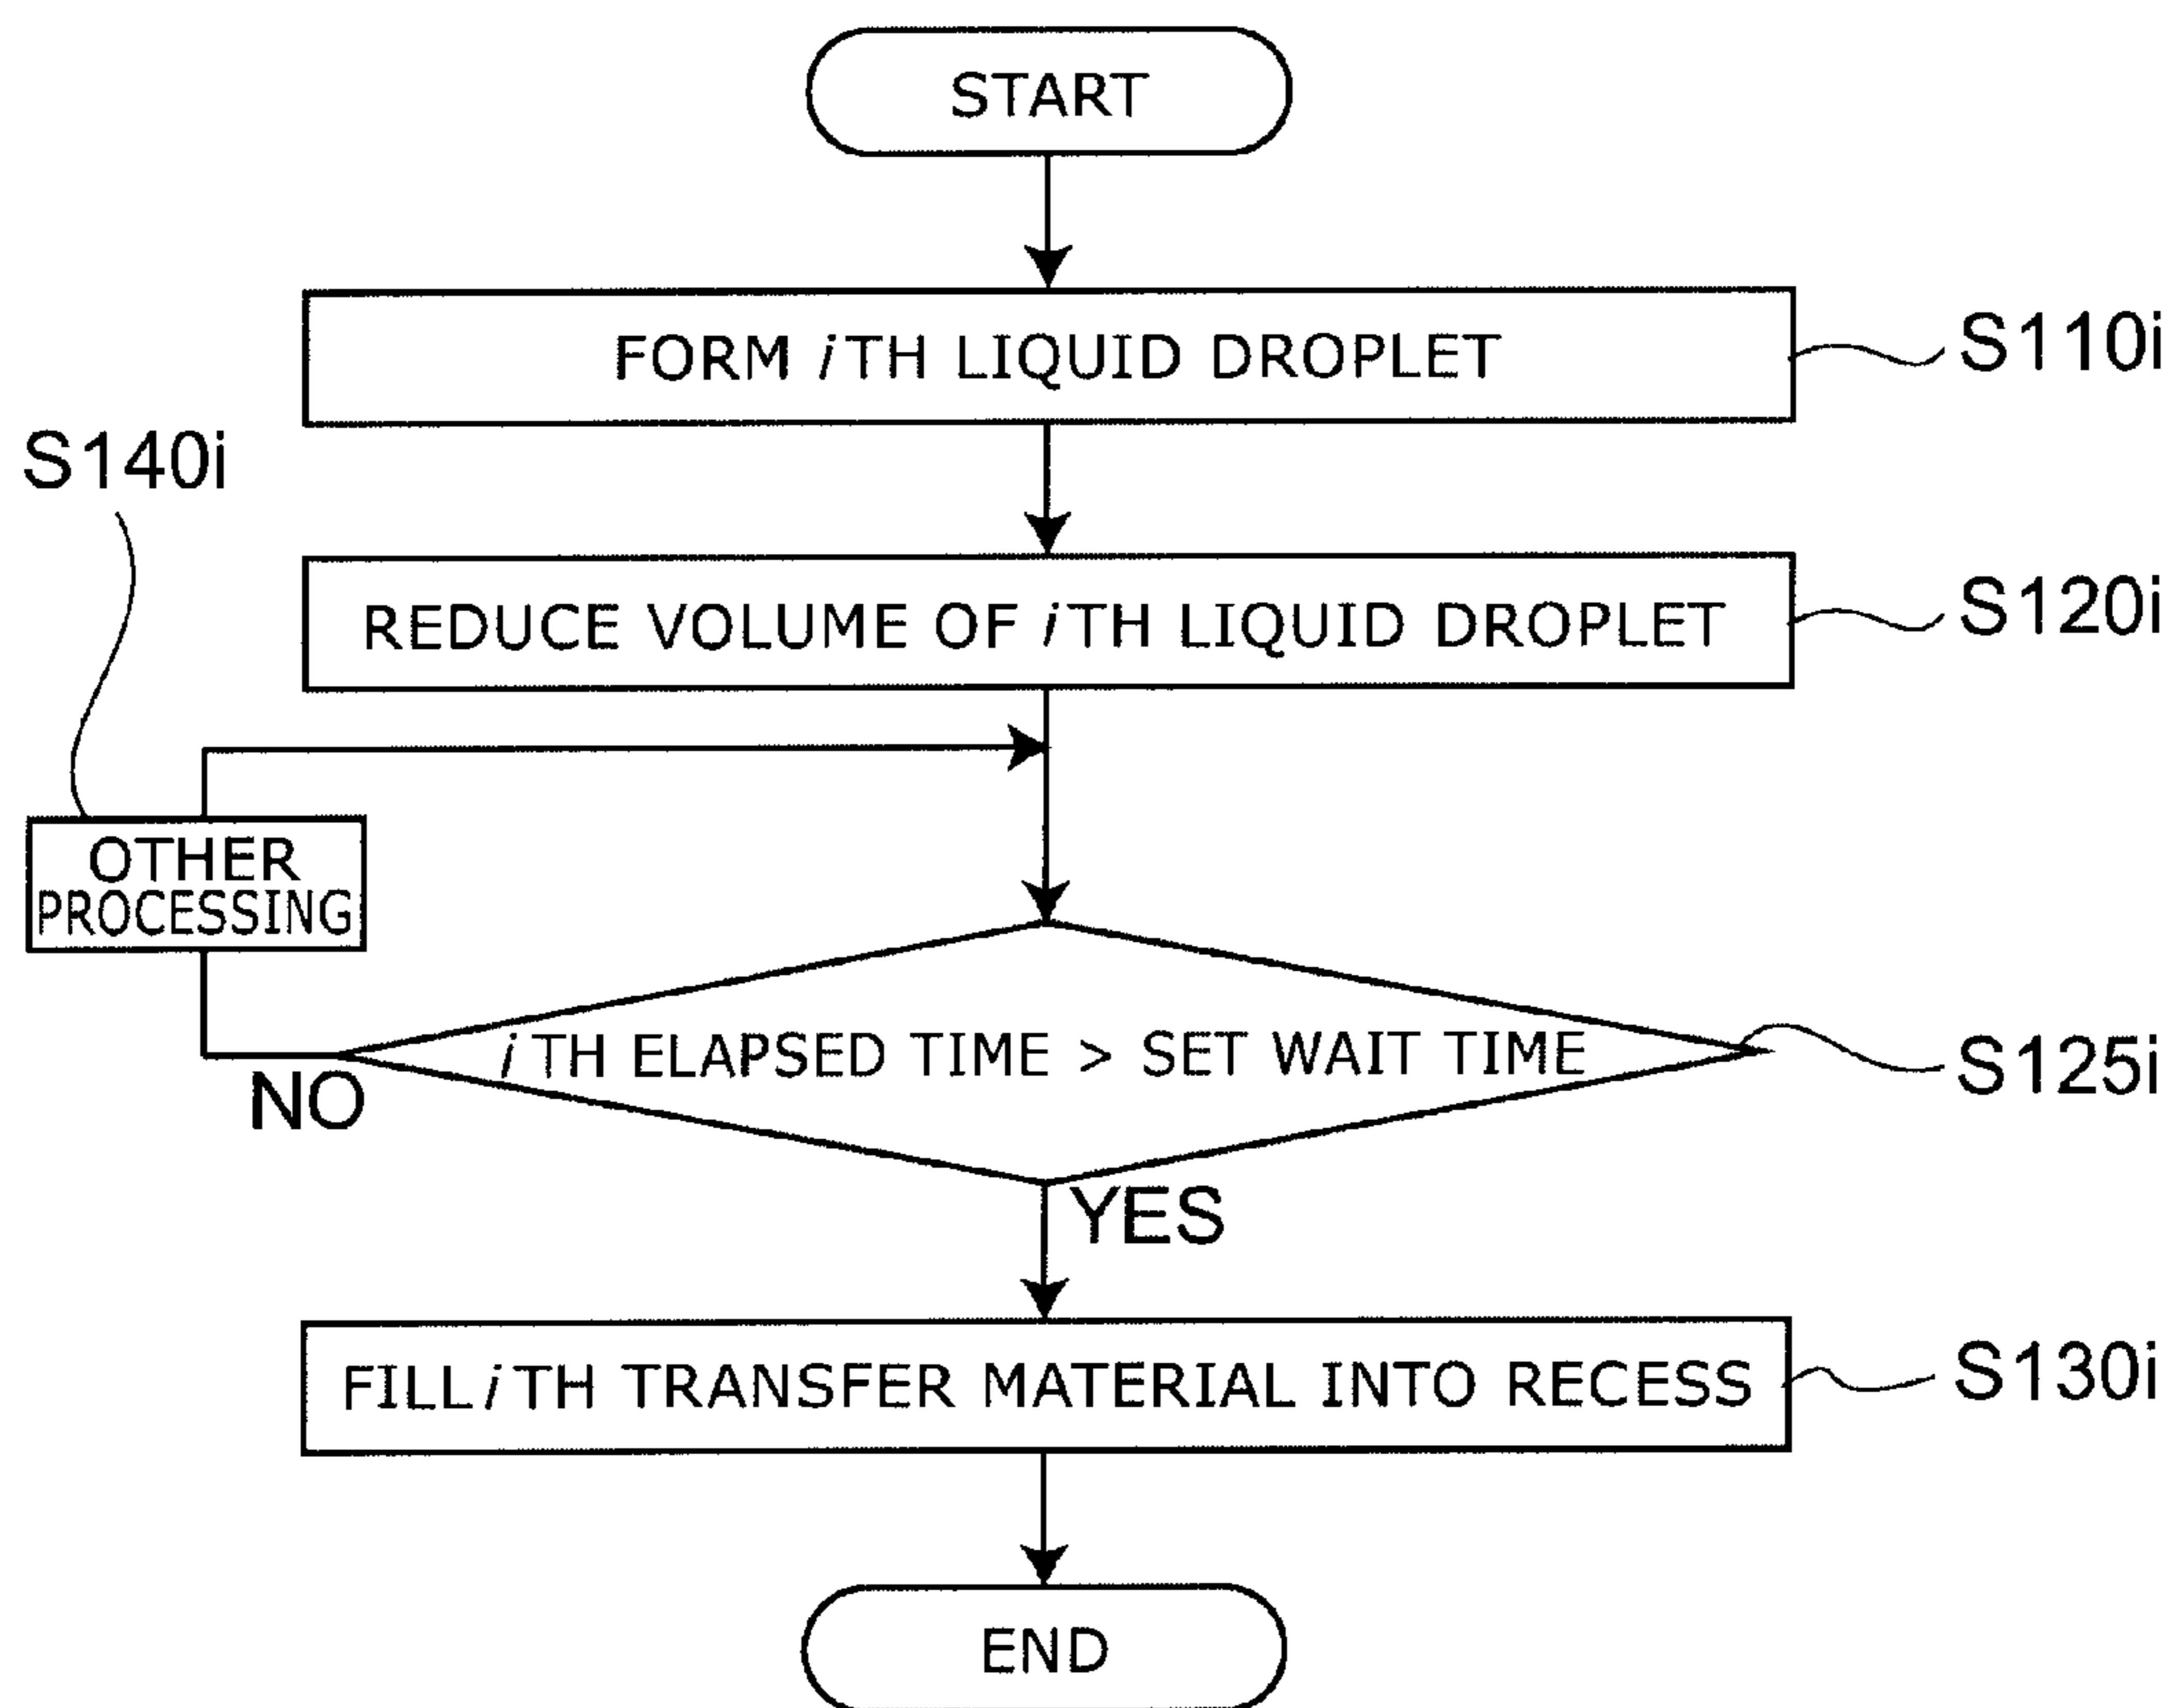 START
FORM iTH LIQUID DROPLET
S110i
S140i
REDUCE VOLUME OF iTH LIQUID DROPLET
S120i
OTHER
PROCESSING
iTH ELAPSED TIME > SET WAIT TIME
S125i
NO
YES
FILL iTH TRANSFER MATERIAL INTO RECESS
S130i
END